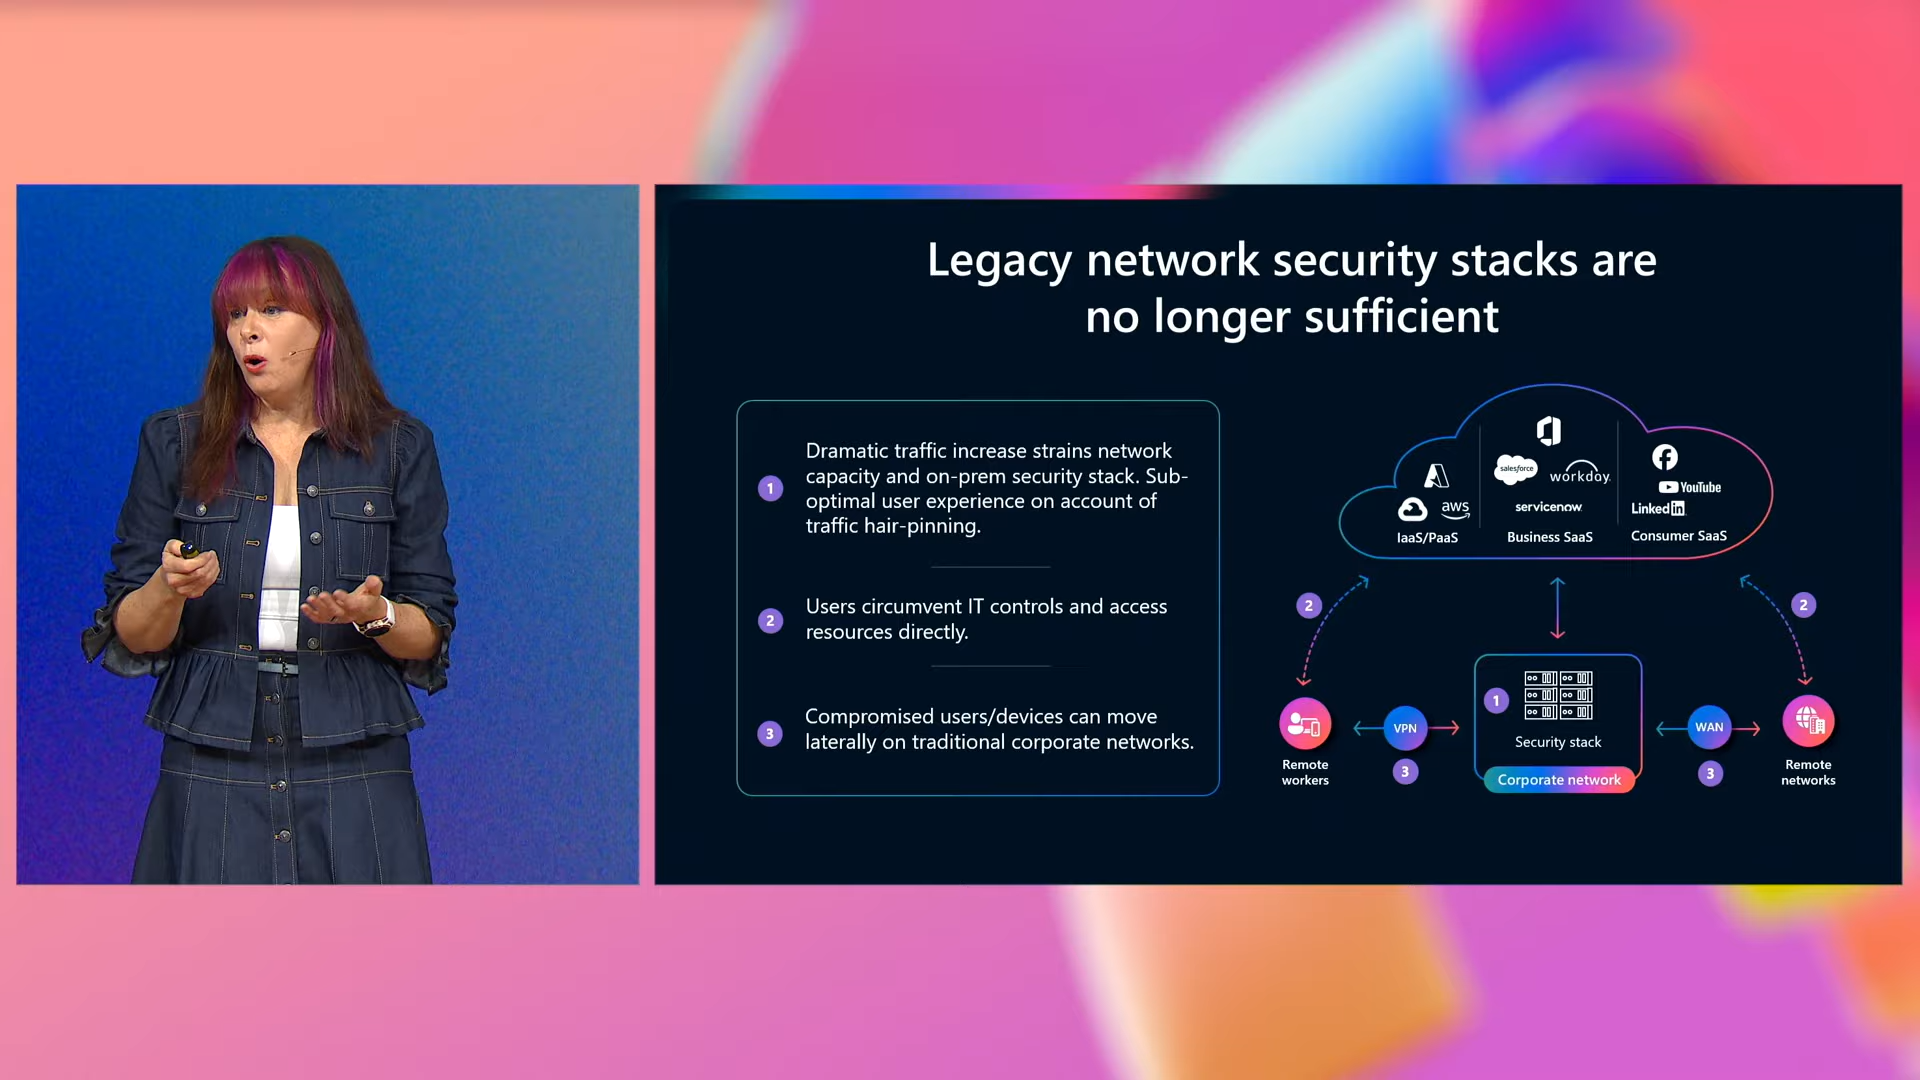 Legacy network security stacks are
no longer sufficient
1
Dramatic traffic increase strains network
capacity and on-prem security stack. Sub-
optimal user experience on account of
traffic hair-pinning.
2
Users circumvent IT controls and access
resources directly.
3
Compromised users/devices can move
laterally on traditional corporate networks.
aws
IaaS/PaaS
salesforce
workday.
servicenow
Business SaaS
YouTube
LinkedIn
Consumer SaaS
2
2
1
Security stack
Corporate network
VPN
3
WAN
3
Remote
workers
Remote
networks